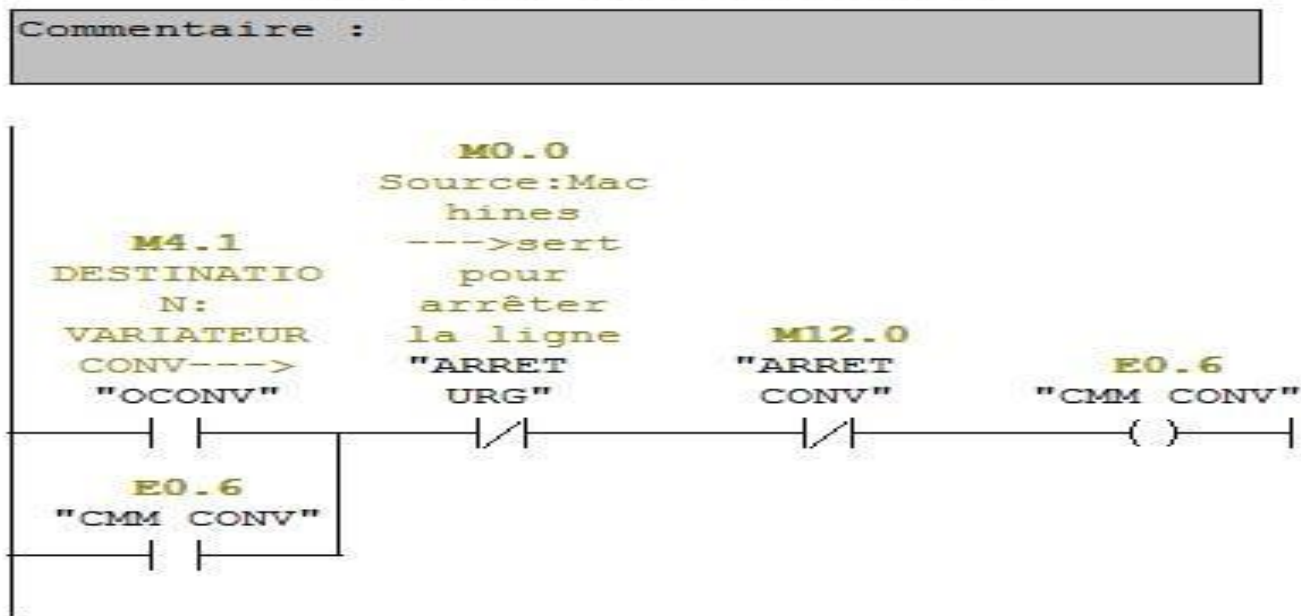 Commentaire :
M0.0
Source:Mac
hines
--->sert
pour
arrêter
la ligne
"ARRET
URG"
M4.1
DESTINATIO
N:
VARIATEUR
CONV--->
"OCONV"
M12.0
"ARRET
CONV"
E0.6
"CMM CONV"
E0.6
"CMM CONV"